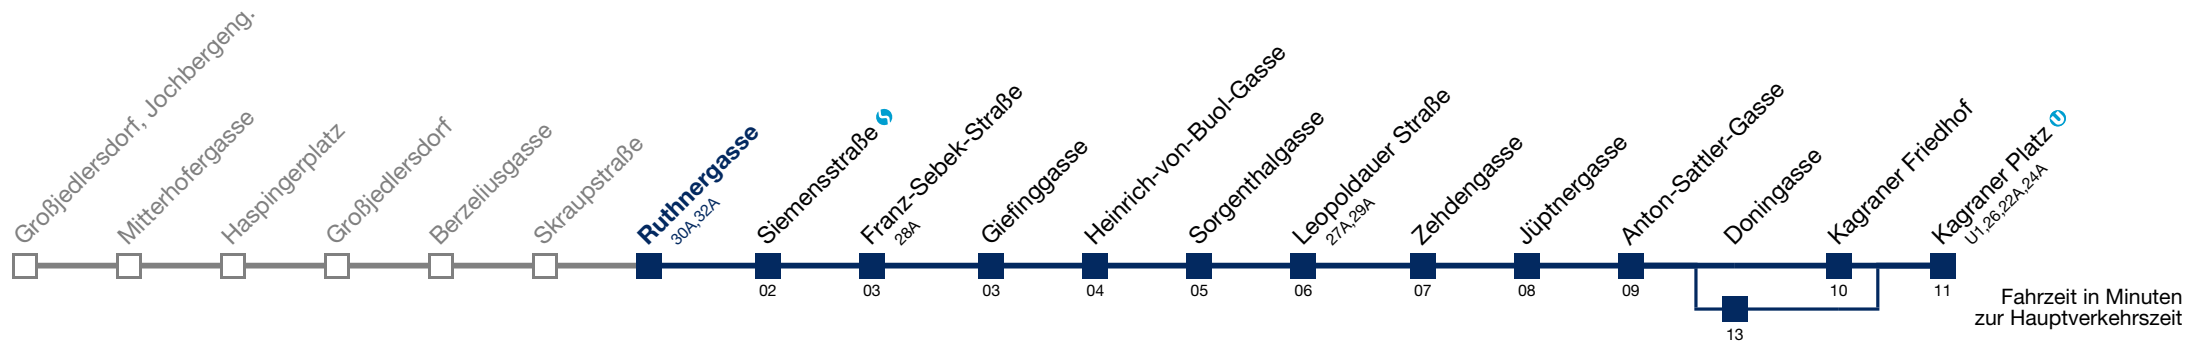 Großjedlersdorf, Jochbergeng.
Mitterhofergasse
Haspingerplatz
Großjedlersdorf
Berzeliusgasse
Skraupstraße
Ruthnergasse
30A,32A
Siemensstraße
02
Franz-Sebek-Straße
28A
03
Giefinggasse
03
Heinrich-von-Buol-Gasse
04
Sorgenthalgasse
05
Leopoldauer Straße
27A,29A
06
Zehdengasse
07
Jüptnergasse
08
Anton-Sattler-Gasse
09
Doningasse
13
Kagraner Friedhof
10
Kagraner Platz U
U1,26,22A,24A
11
Fahrzeit in Minuten
zur Hauptverkehrszeit